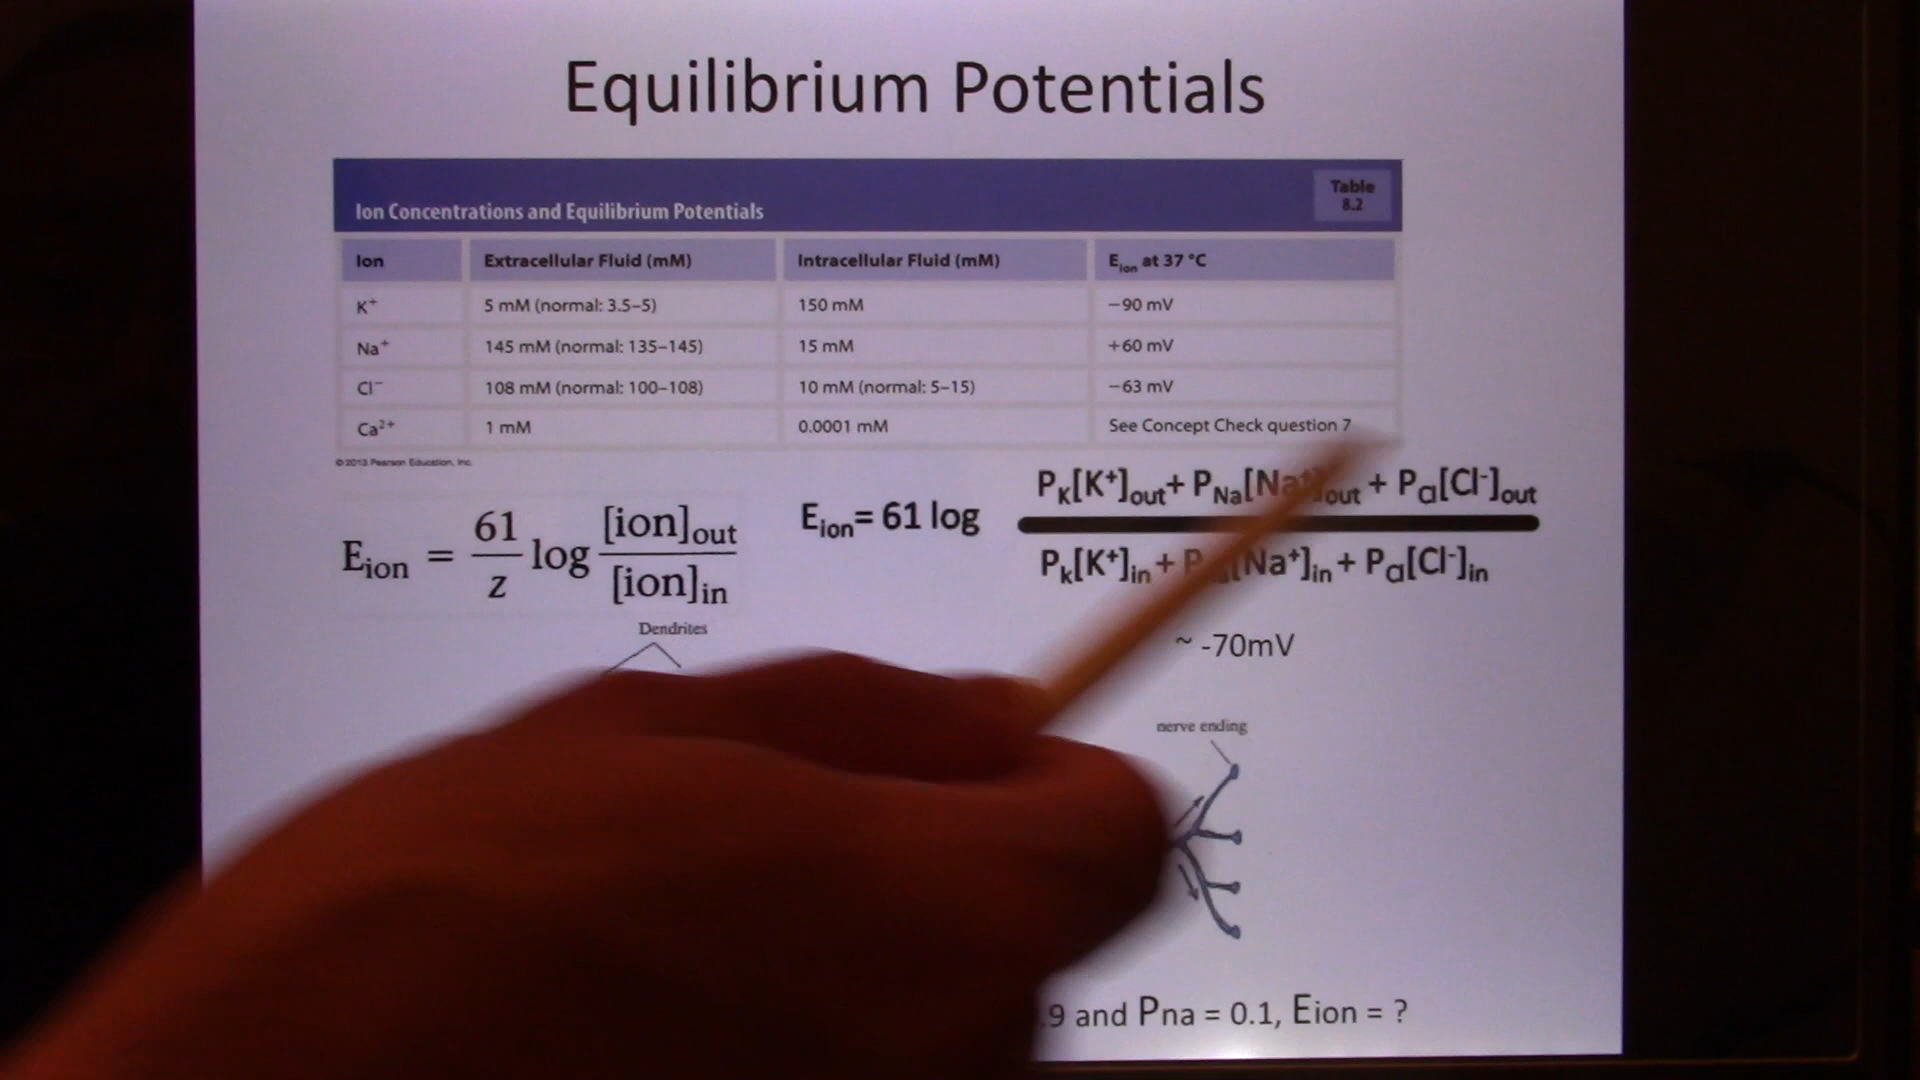 Equilibrium Potentials
Table 8.2
Ion Concentrations and Equilibrium Potentials
Ion Extracellular Fluid (mM) Intracellular Fluid (mM) Eion at 37 °C
K+ 5 mM (normal: 3.5–5) 150 mM −90 mV
Na+ 145 mM (normal: 135–145) 15 mM +60 mV
Cl− 108 mM (normal: 100–108) 10 mM (normal: 5–15) −63 mV
Ca2+ 1 mM 0.0001 mM See Concept Check question 7
© 2013 Pearson Education, Inc.
Eion = 61/z log [ion]out/[ion]in
Eion= 61 log
PK[K+]out+ PNa[Na+]out + PCl[Cl-]out
Pk[K+]in + [Na+]in + PCl[Cl-]in
~ -70mV
Dendrites
nerve ending
.9 and Pna = 0.1, Eion = ?